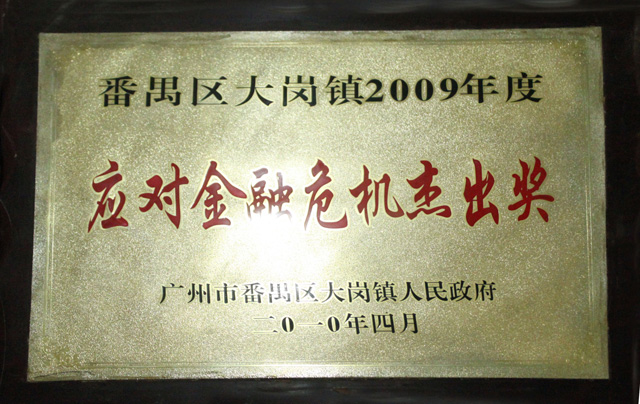 番禺区大岗镇2009年度
应对金融危机杰出奖
广州市番禺区大岗镇人民政府
二0一0年四月